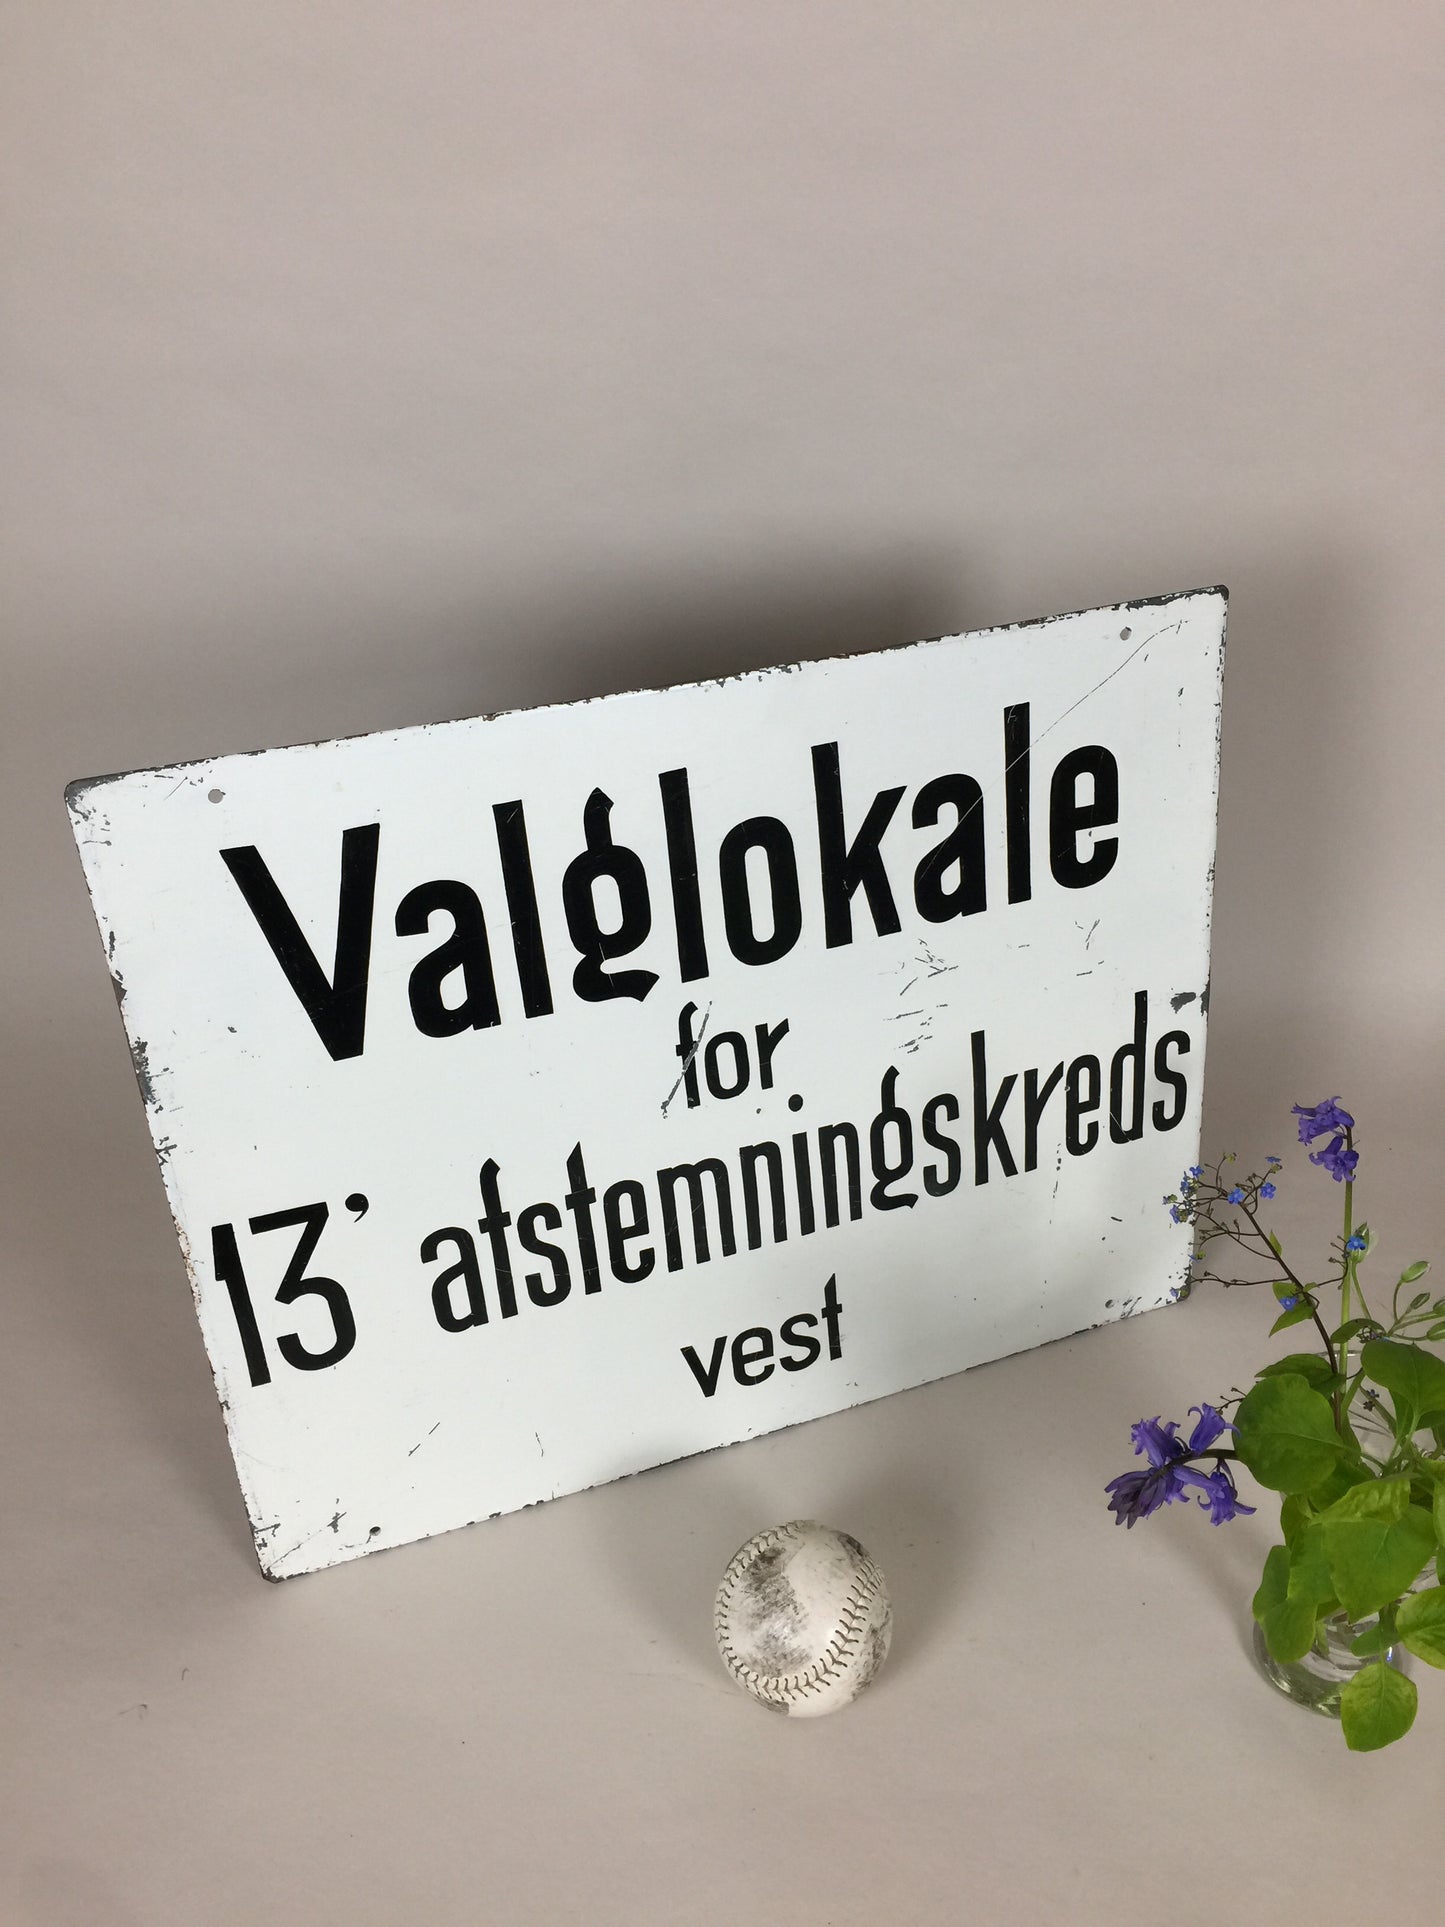 Valglokale
for
13' afstemningskreds
vest